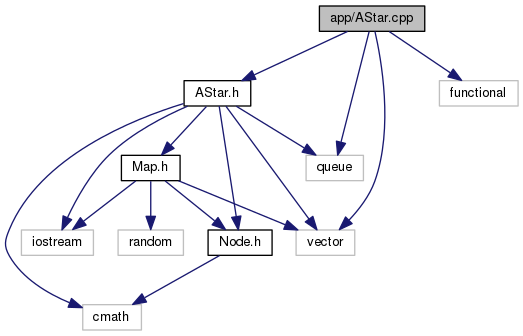 app/AStar.cpp
AStar.h
functional
Map.h
queue
iostream
random
Node.h
vector
cmath